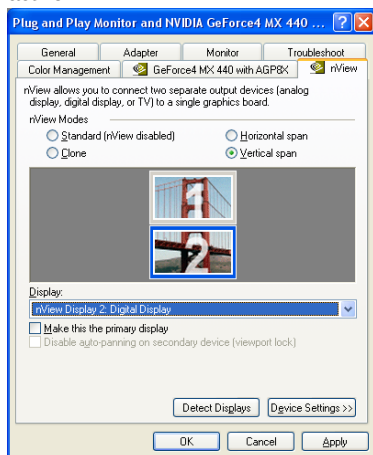 Plug and Play Monitor and NVIDIA GeForce4 MX 440 ...
General Adapter Monitor Troubleshoot
Color Management GeForce4 MX 440 with AGP8X nView
nView allows you to connect two separate output devices (analog
display, digital display, or TV) to a single graphics board.
nView Modes
Standard (nView disabled) Horizontal span
Clone Vertical span
1
2
Display:
nView Display 2: Digital Display
Make this the primary display
Disable auto-panning on secondary device (viewport lock)
Detect Displays Device Settings >>
OK Cancel Apply